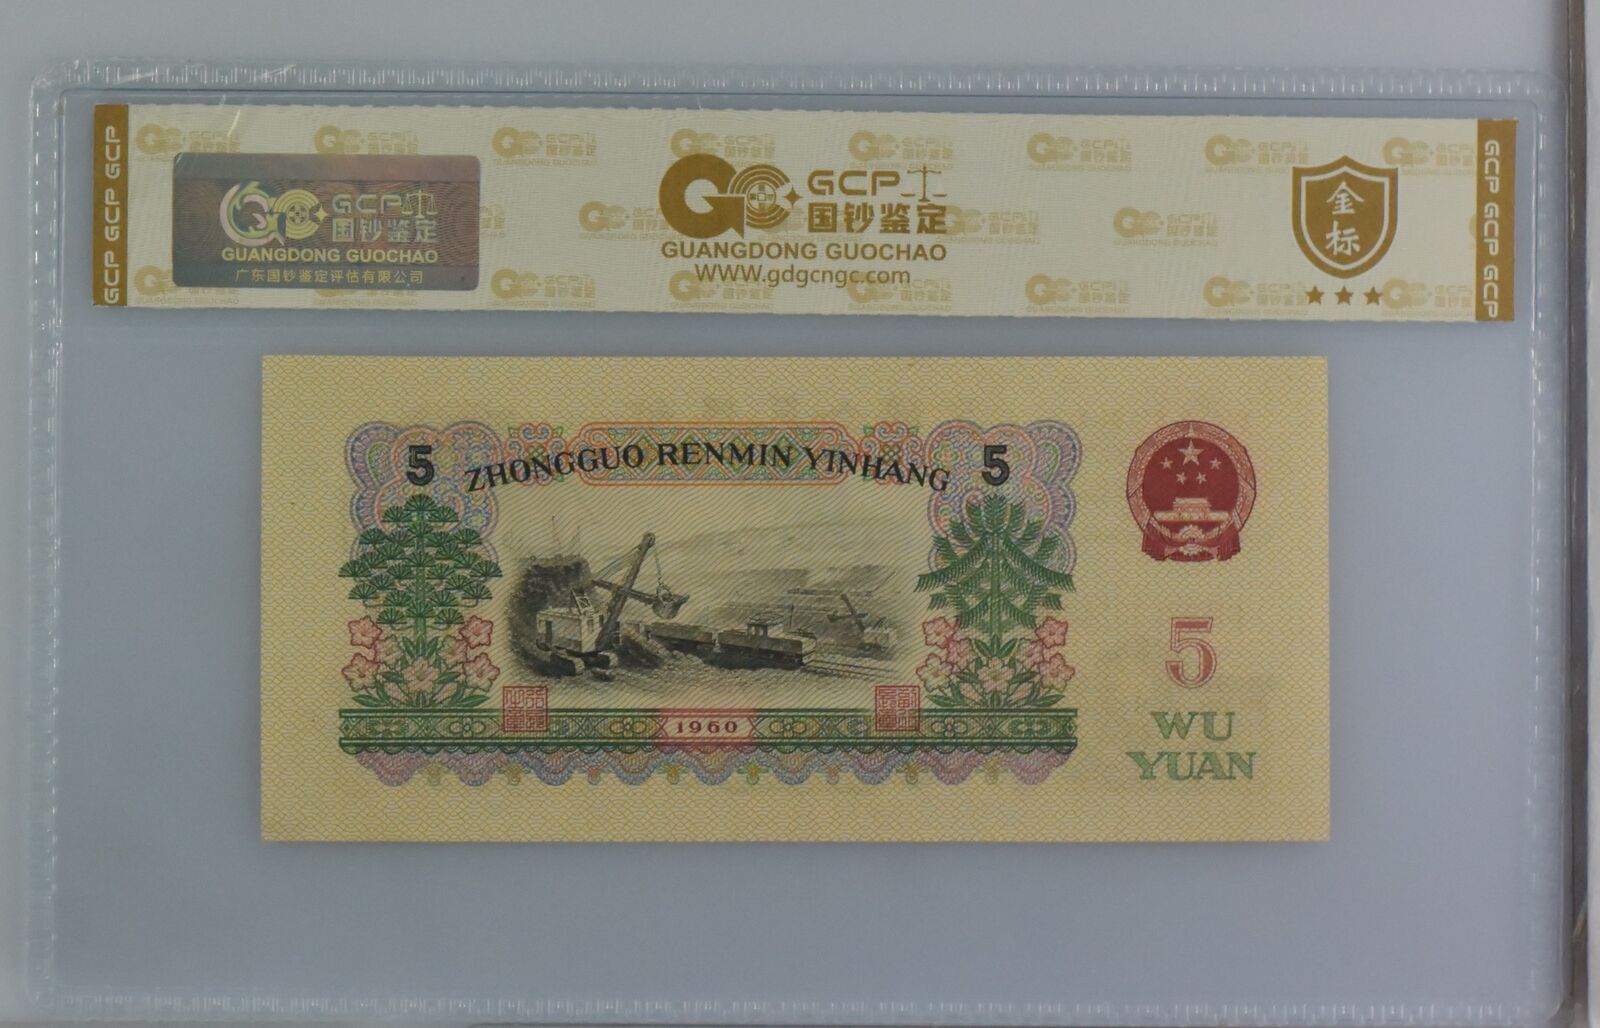 GCP GCP GCP
GCP
国钞鉴定
GUANGDONG GUOCHAO
广东国钞鉴定评估有限公司
GCP
国钞鉴定
GUANGDONG GUOCHAO
WWW.gdgcngc.com
金
标
GCP GCP GCP
5 ZHONGGUO RENMIN YINHANG 5
1960
5
WU
YUAN